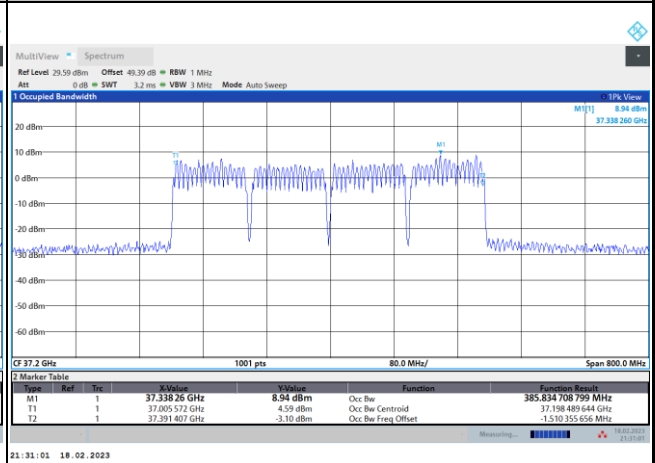 MultiView Spectrum
Ref Level 29.59 dBm Offset 49.39 dB RBW 1 MHz
Att 0 dB SWT 3.2 ms VBW 3 MHz Mode Auto Sweep
1 Occupied Bandwidth 1Pk View
M1[1] 8.94 dBm
37.338 260 GHz
20 dBm
M1
10 dBm
T1
0 dBm
-10 dBm
-20 dBm
-30 dBm
-40 dBm
-50 dBm
-60 dBm
CF 37.2 GHz 1001 pts 80.0 MHz/ Span 800.0 MHz
2 Marker Table
Type Ref Trc X-Value Y-Value Function Function Result
M1 1 37.338 26 GHz 8.94 dBm Occ Bw 385.834 708 799 MHz
T1 1 37.005 572 GHz 4.59 dBm Occ Bw Centroid 37.198 489 644 GHz
T2 1 37.391 407 GHz -3.10 dBm Occ Bw Freq Offset -1.510 355 656 MHz
Measuring... 18.02.2023
21:31:01
21:31:01 18.02.2023